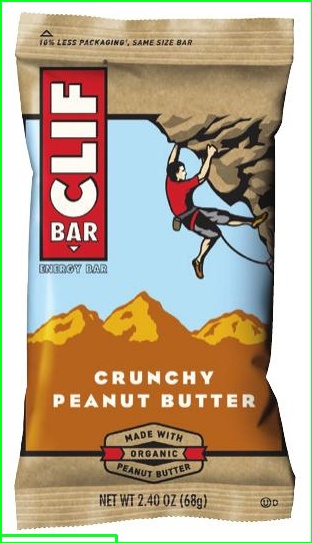 10% LESS PACKAGING*, SAME SIZE BAR
CLIF
BAR
ENERGY BAR
CRUNCHY
PEANUT BUTTER
MADE WITH
ORGANIC
PEANUT BUTTER
NET WT 2.40 OZ (68g)
U D